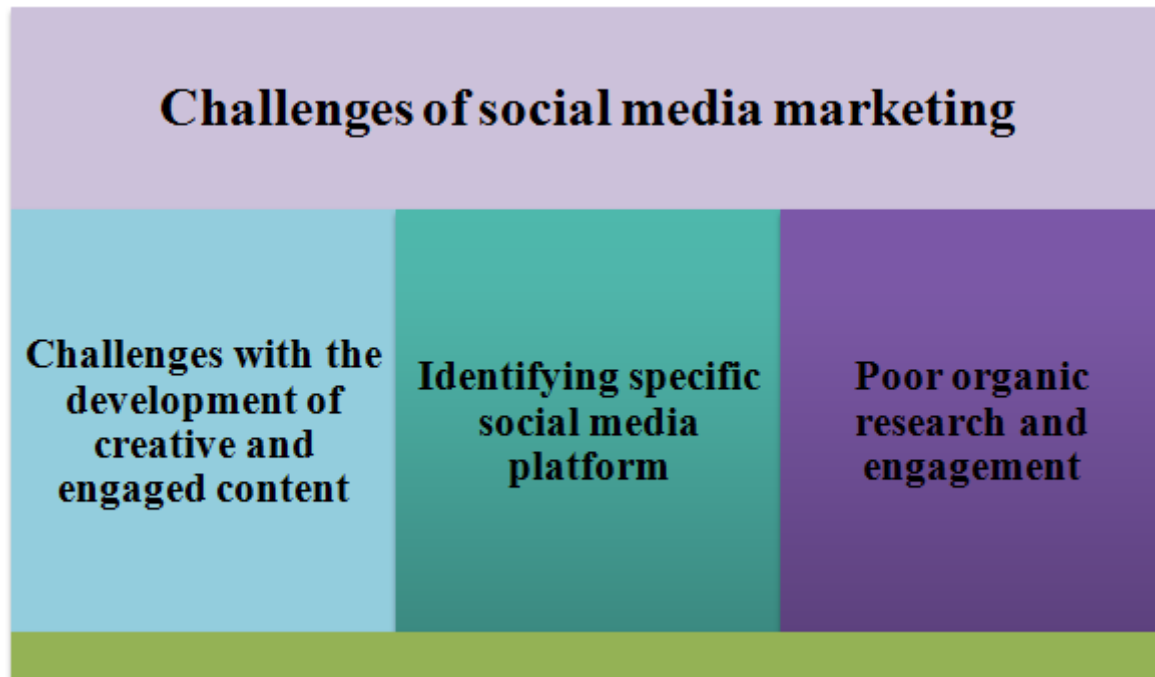 Challenges of social media marketing
Challenges with the
development of
creative and
engaged content
Identifying specific
social media
platform
Poor organic
research and
engagement